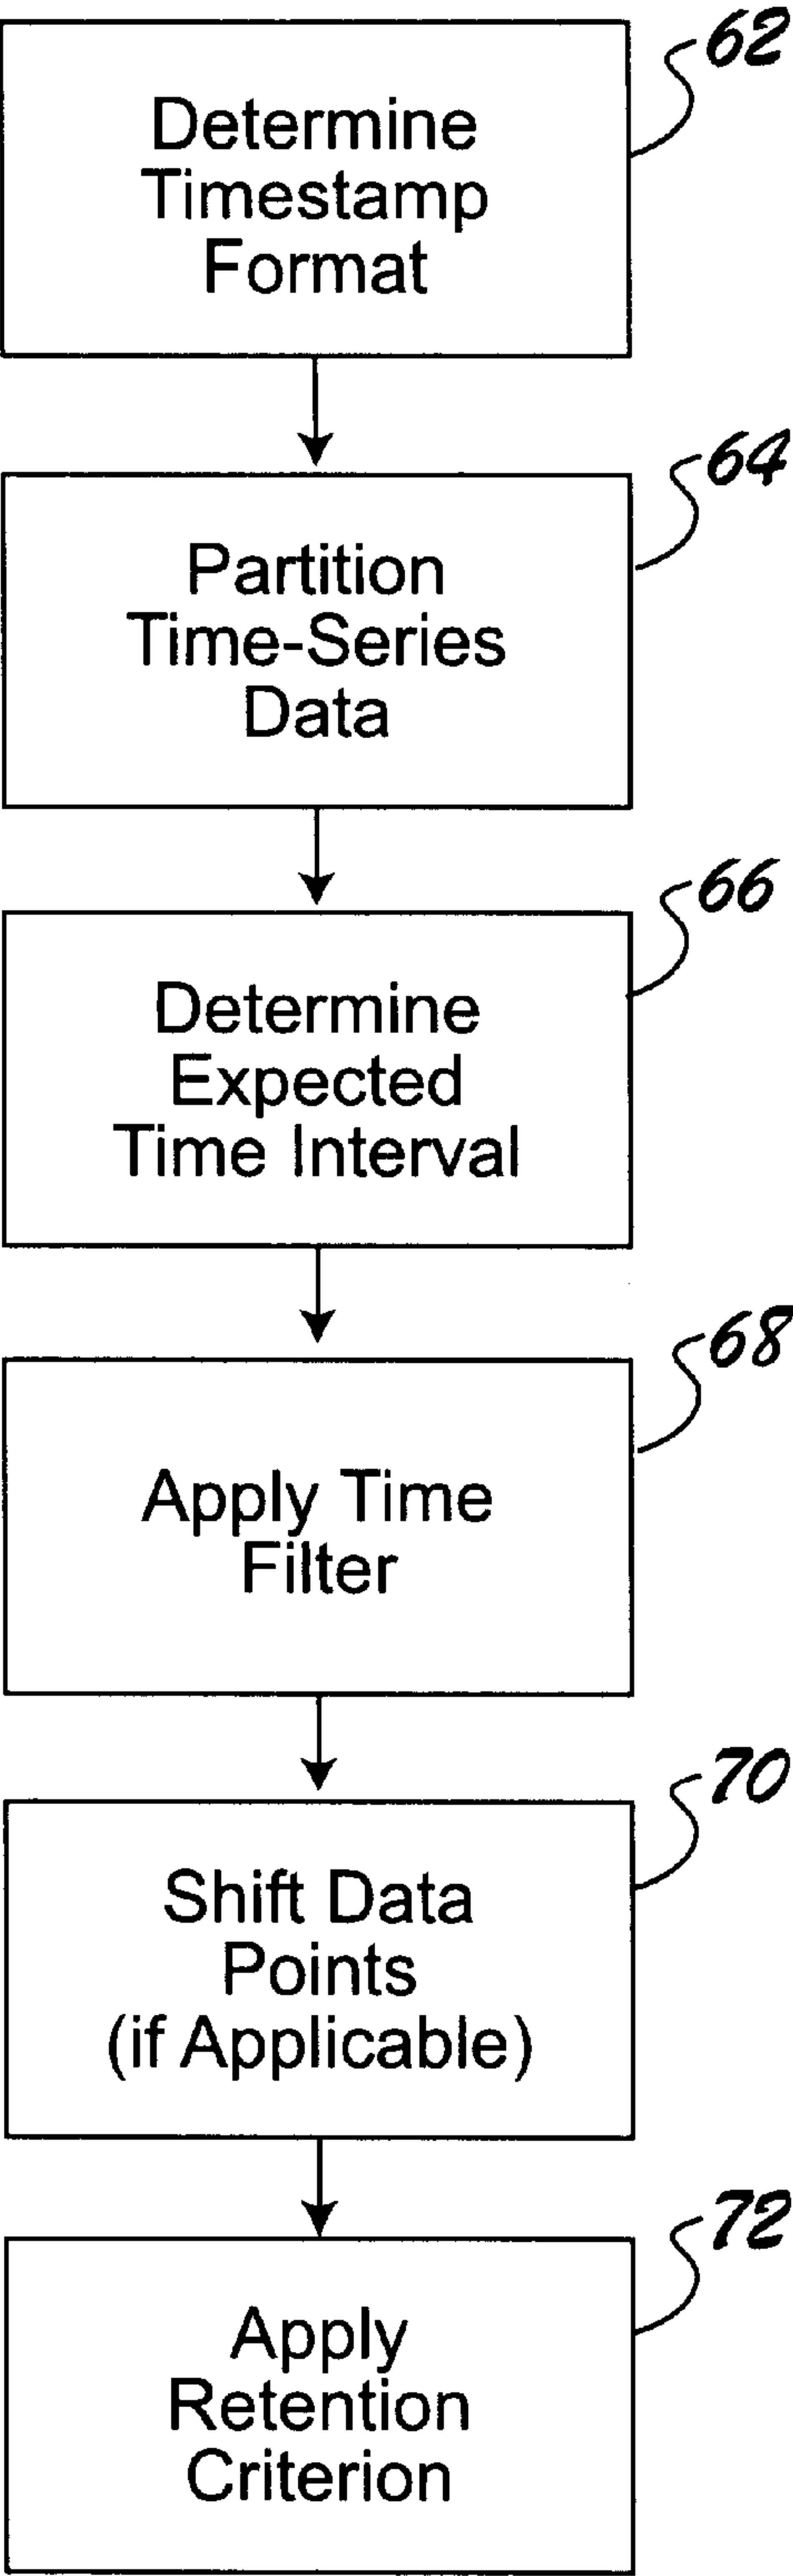 62
Determine
Timestamp
Format
64
Partition
Time-Series
Data
66
Determine
Expected
Time Interval
68
Apply Time
Filter
70
Shift Data
Points
(if Applicable)
72
Apply
Retention
Criterion